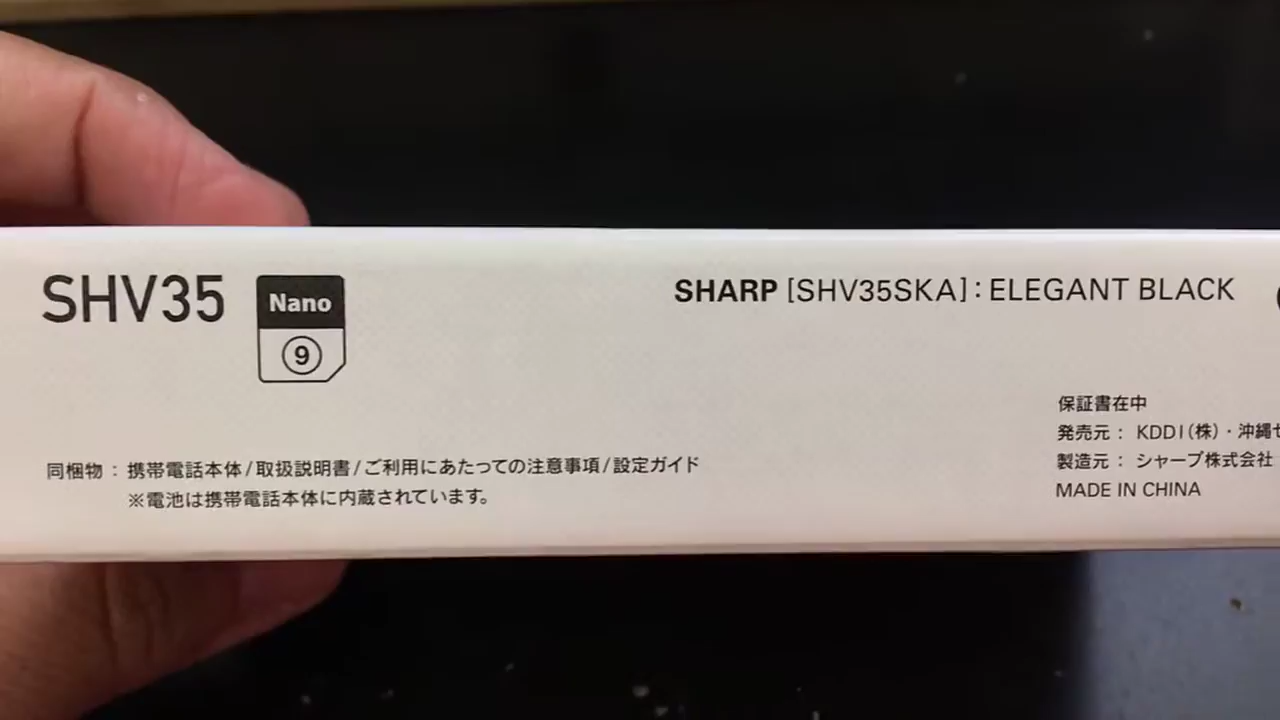 SHV35
Nano
9
SHARP [SHV35SKA] : ELEGANT BLACK
同梱物 : 携帯電話本体/取扱説明書/ご利用にあたっての注意事項/設定ガイド
※電池は携帯電話本体に内蔵されています。
保証書在中
発売元 : KDDI(株)・沖縄
製造元 : シャープ株式会社
MADE IN CHINA